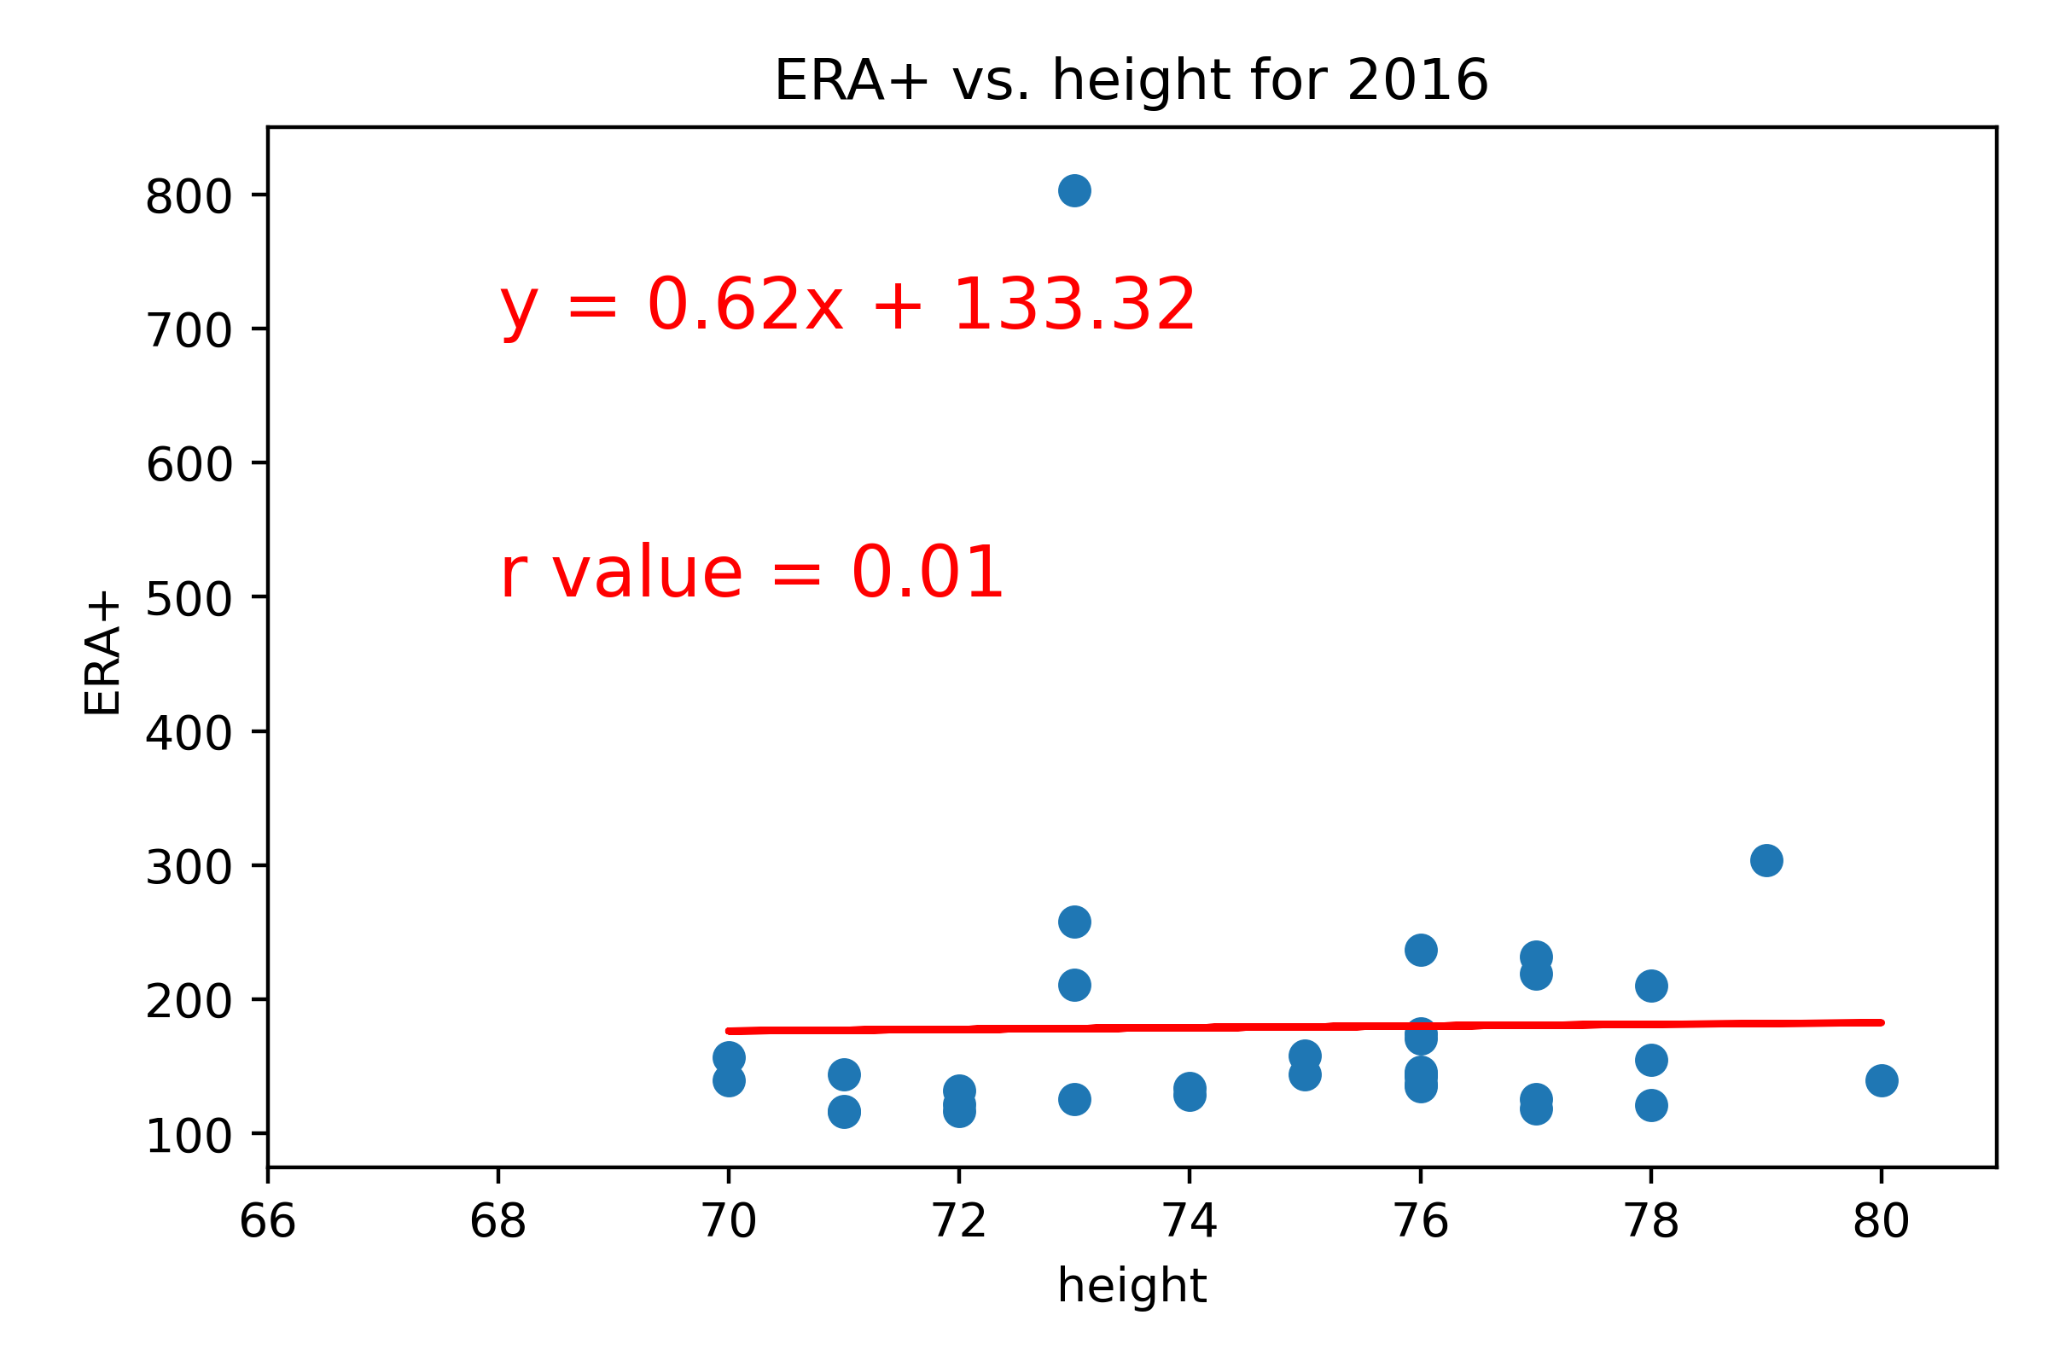 ERA+ vs. height for 2016
800
y = 0.62x + 133.32
700
600
r value = 0.01
500
ERA+
400
300
200
100
66 68 70 72 74 76 78 80
height